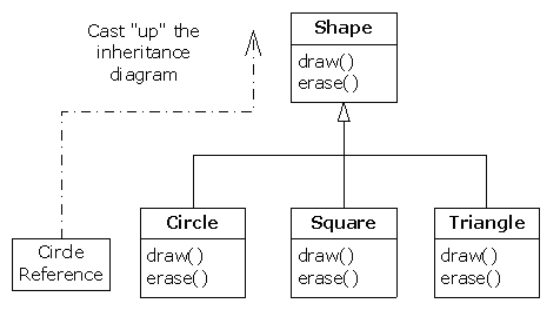 Cast "up" the
inheritance
diagram
Shape
draw()
erase()
Circle
Reference
Circle
draw()
erase()
Square
draw()
erase()
Triangle
draw()
erase()